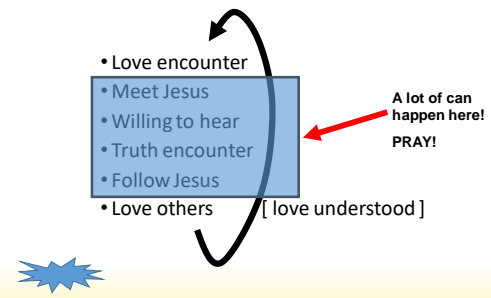 • Love encounter
• Meet Jesus
• Willing to hear
• Truth encounter
• Follow Jesus
• Love others [ love understood ]
A lot of can
happen here!
PRAY!